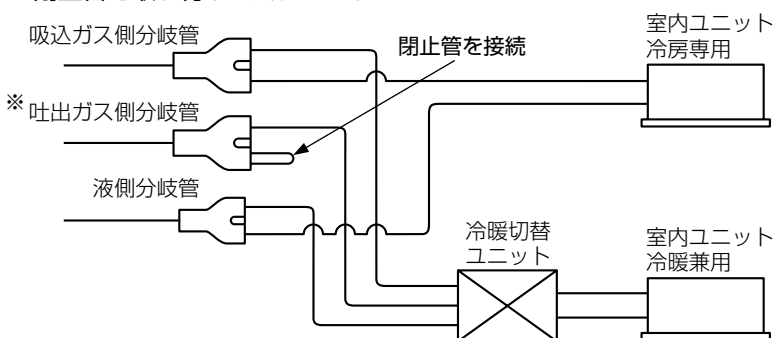 吸込ガス側分岐管
閉止管を接続
室内ユニット
冷房専用
※吐出ガス側分岐管
液側分岐管
冷暖切替
ユニット
室内ユニット
冷暖兼用